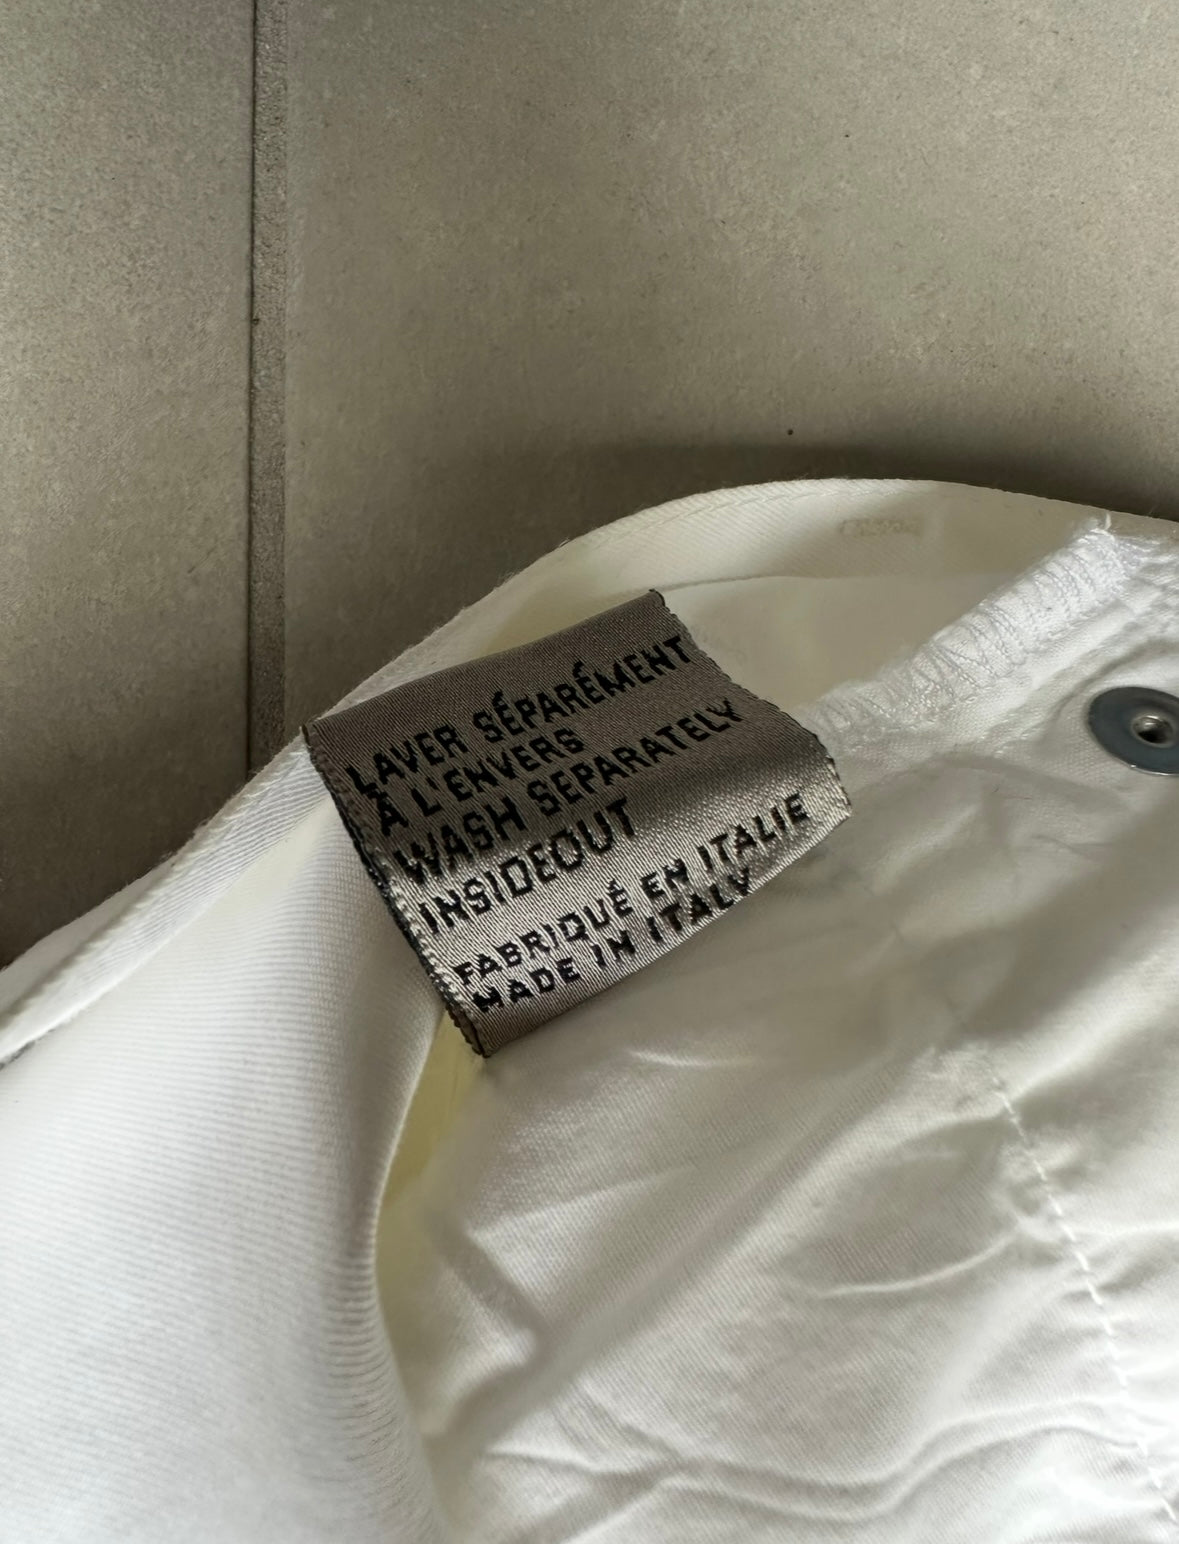 LAVER SÉPARÉMENT
À L'ENVERS
WASH SEPARATELY
INSIDEOUT
FABRIQUÉ EN ITALIE
MADE IN ITALY